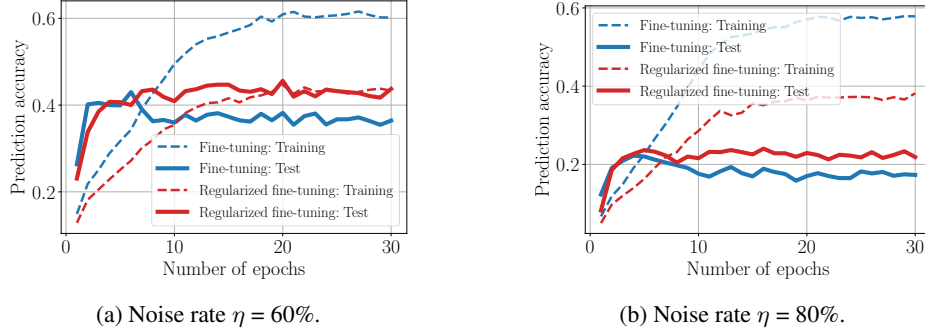 0.6
0.4
0.2
Prediction accuracy
Fine-tuning: Training
Fine-tuning: Test
Regularized fine-tuning: Training
Regularized fine-tuning: Test
0 10 20 30
Number of epochs
(a) Noise rate η = 60%.
0.6
0.4
0.2
Prediction accuracy
Fine-tuning: Training
Fine-tuning: Test
Regularized fine-tuning: Training
Regularized fine-tuning: Test
0 10 20 30
Number of epochs
(b) Noise rate η = 80%.